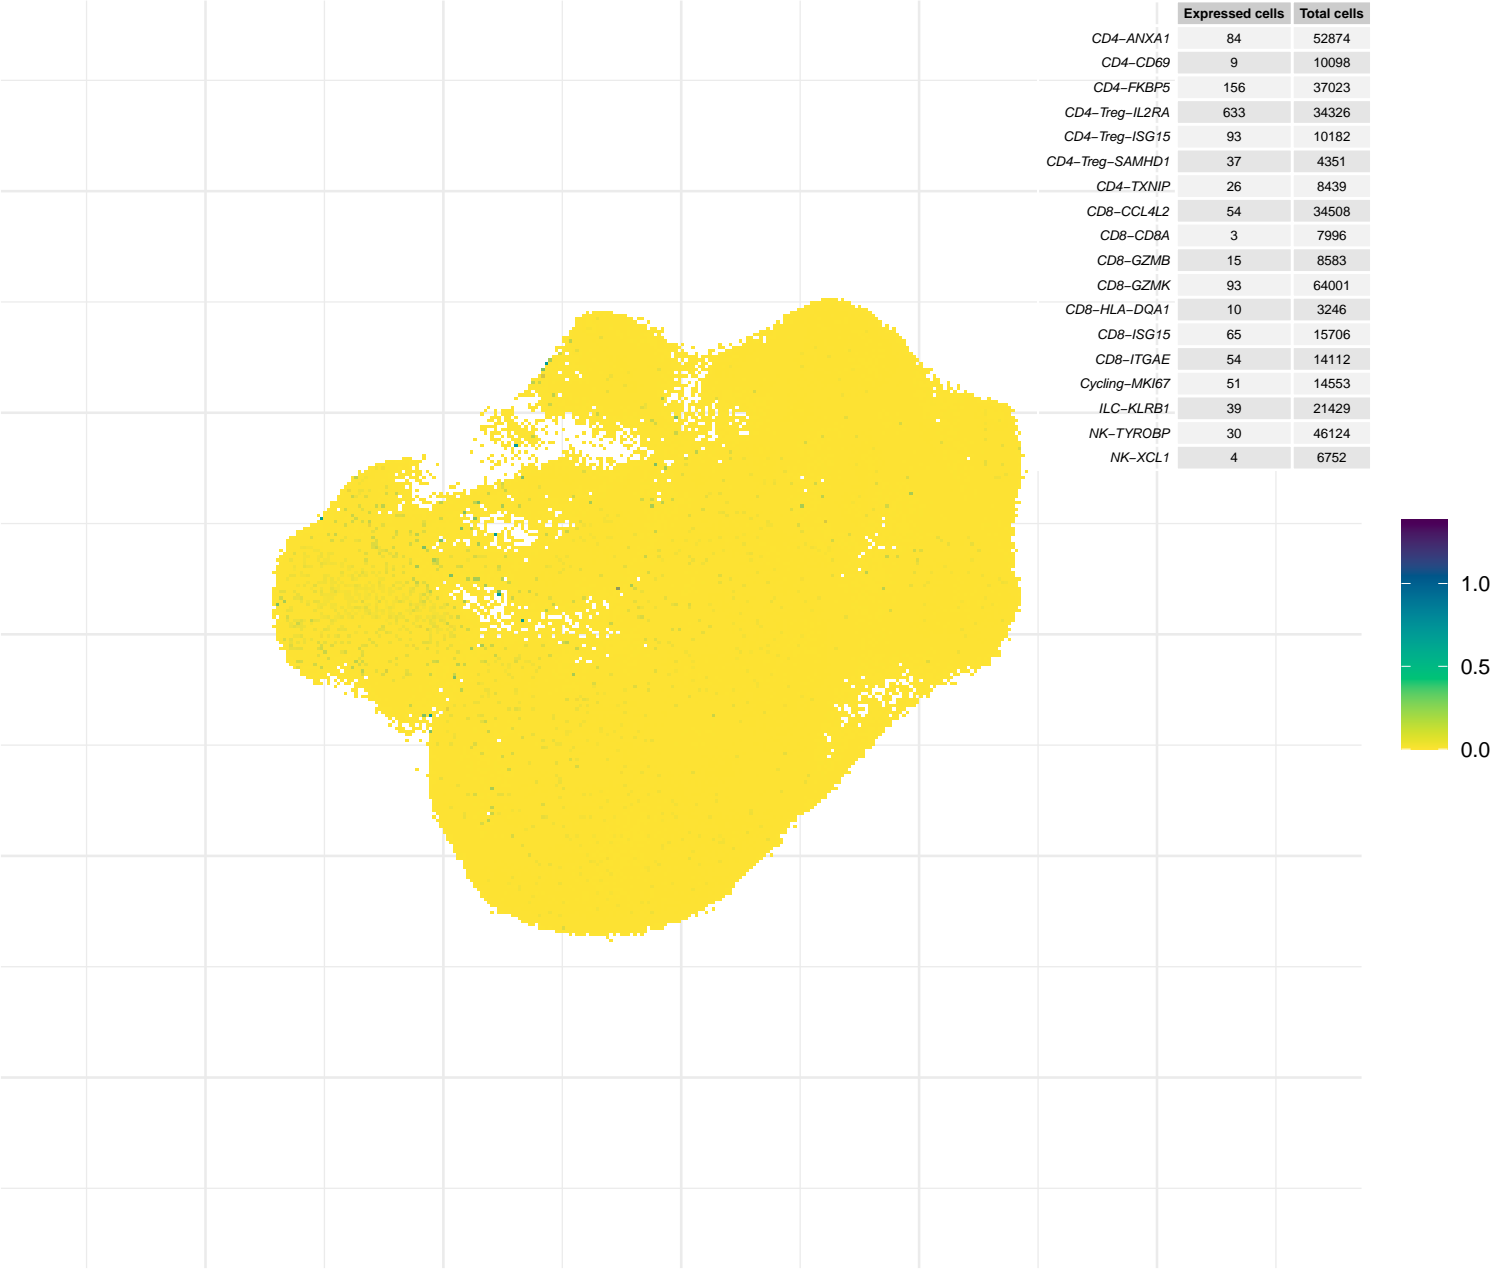 Expressed cells Total cells
CD4−ANXA1 84 52874
CD4−CD69 9 10098
CD4−FKBP5 156 37023
CD4−Treg−IL2RA 633 34326
CD4−Treg−ISG15 93 10182
CD4−Treg−SAMHD1 37 4351
CD4−TXNIP 26 8439
CD8−CCL4L2 54 34508
CD8−CD8A 3 7996
CD8−GZMB 15 8583
CD8−GZMK 93 64001
CD8−HLA−DQA1 10 3246
CD8−ISG15 65 15706
CD8−ITGAE 54 14112
Cycling−MKI67 51 14553
ILC−KLRB1 39 21429
NK−TYROBP 30 46124
NK−XCL1 4 6752
1.0
0.5
0.0